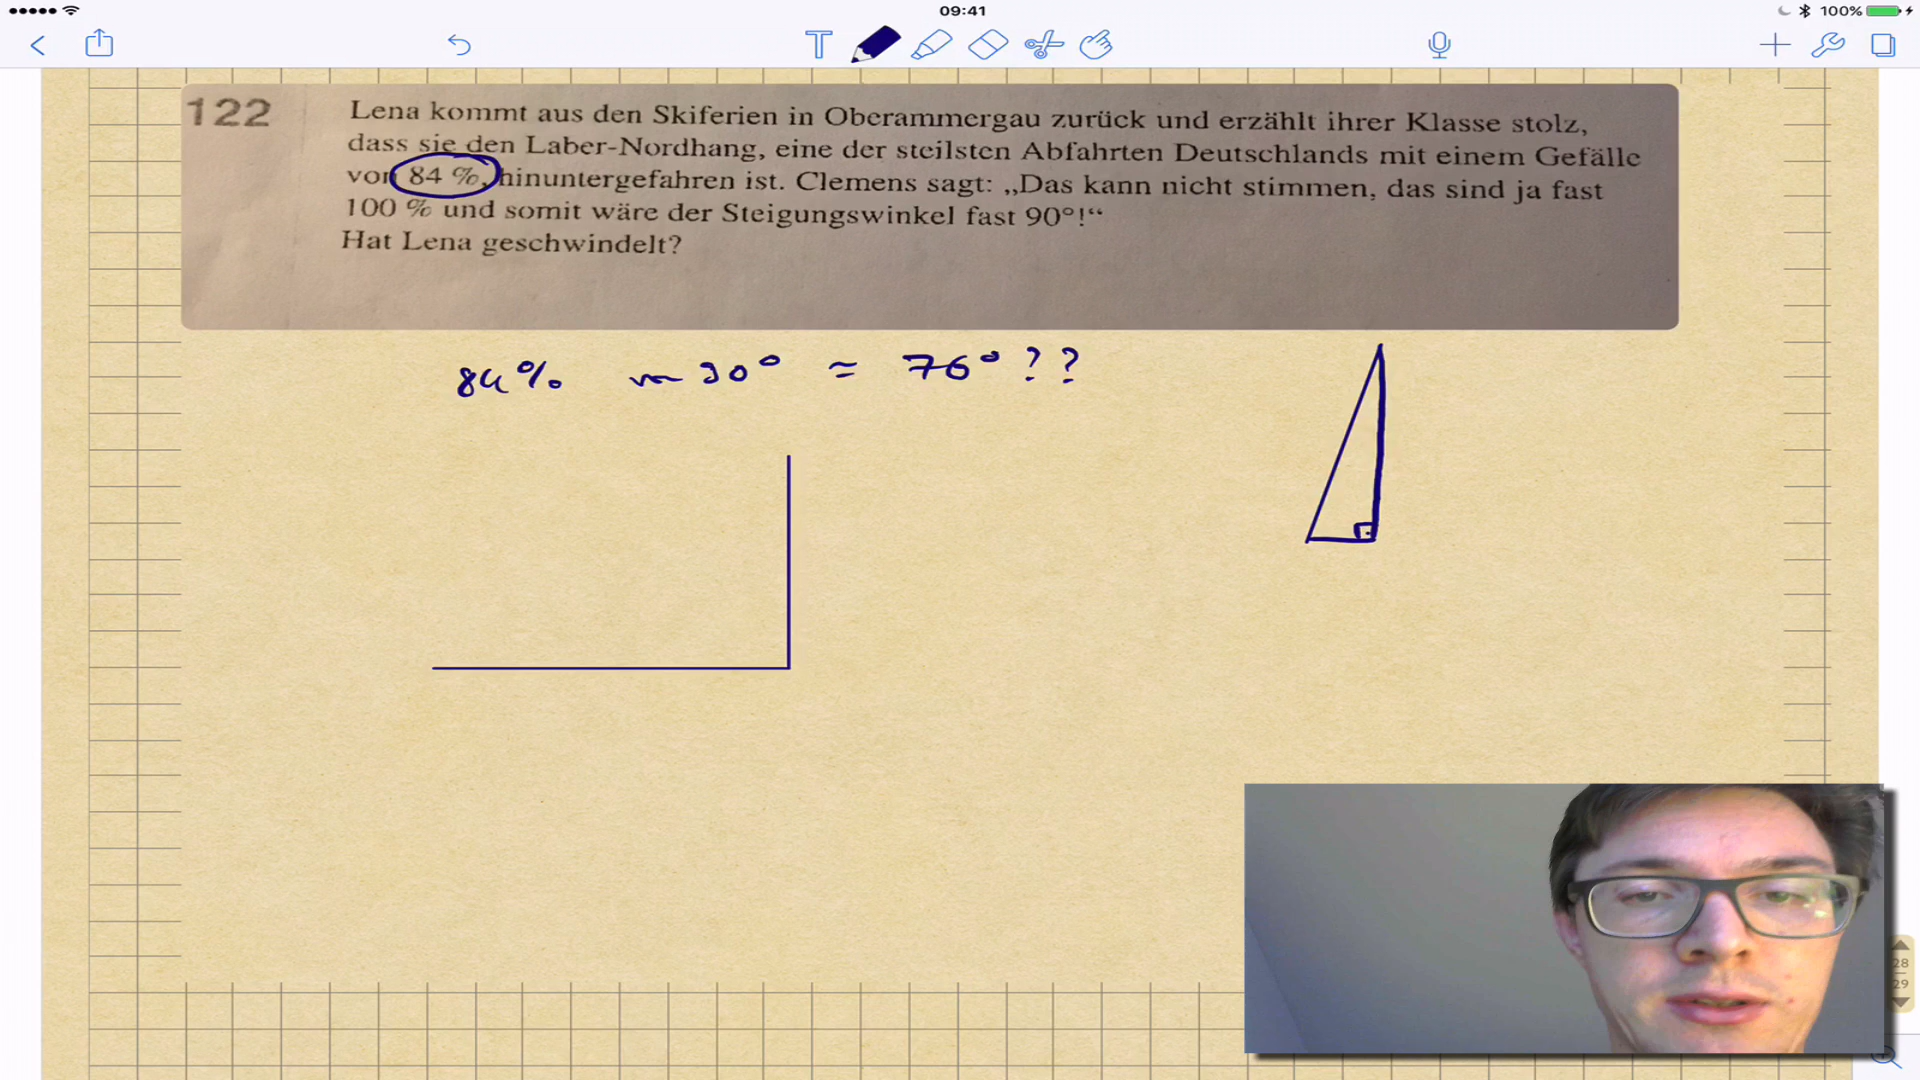 09:41
100%
122
Lena kommt aus den Skiferien in Oberammergau zurück und erzählt ihrer Klasse stolz,
dass sie den Laber-Nordhang, eine der steilsten Abfahrten Deutschlands mit einem Gefälle
von 84 %, hinuntergefahren ist. Clemens sagt: „Das kann nicht stimmen, das sind ja fast
100 % und somit wäre der Steigungswinkel fast 90°!“
Hat Lena geschwindelt?
84% von 90° ≈ 76° ??
T
28
29